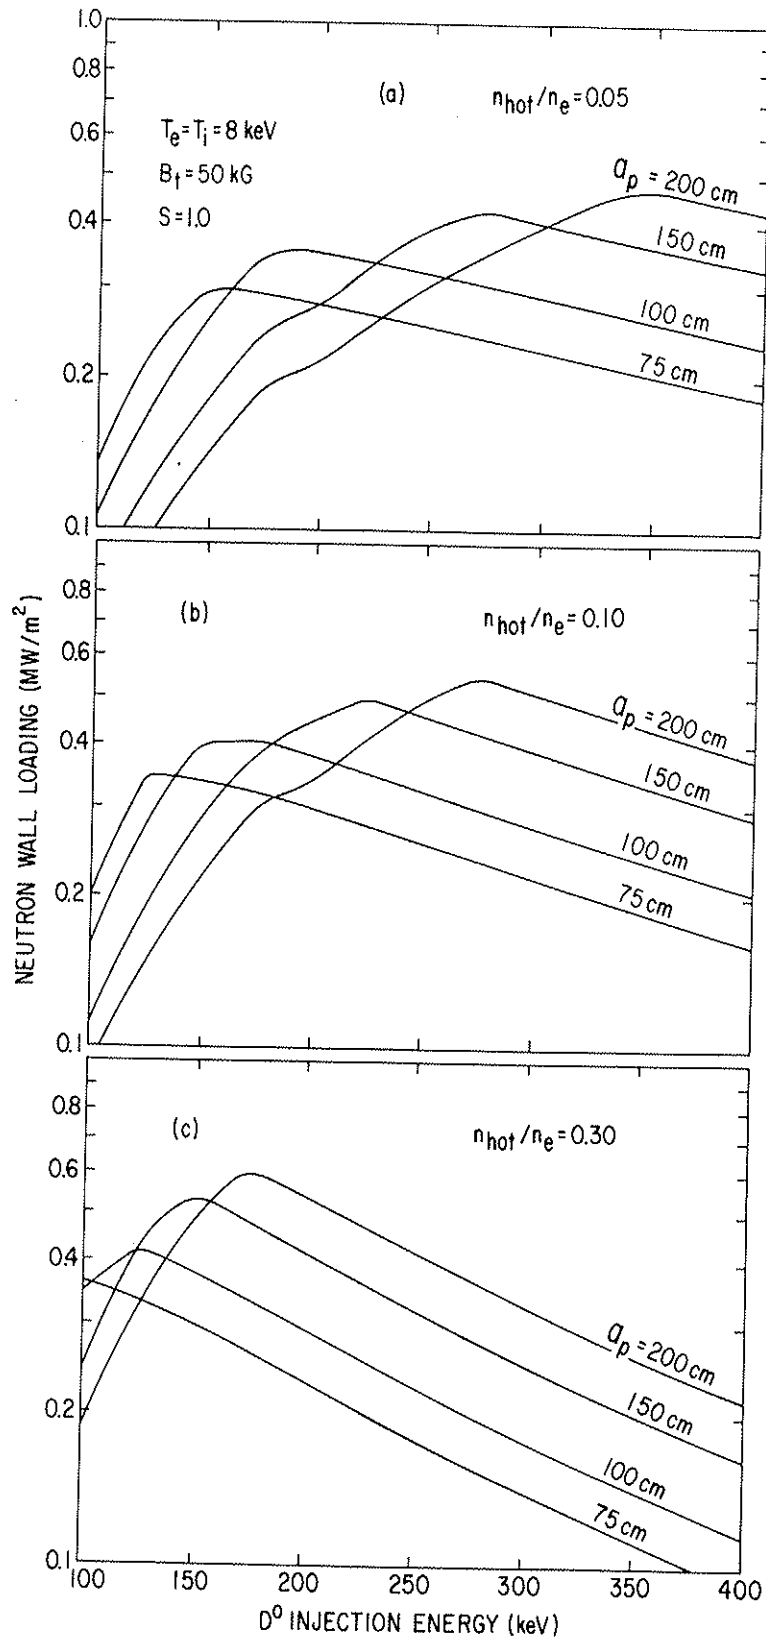 NEUTRON WALL LOADING (MW/m²)
1.0
0.8
0.6
0.4
0.2
0.1
(a)
n_hot/n_e=0.05
T_e=T_i=8 keV
B_t=50 kG
S=1.0
a_p=200 cm
150 cm
100 cm
75 cm
0.8
0.6
0.4
0.2
0.1
(b)
n_hot/n_e=0.10
a_p=200 cm
150 cm
100 cm
75 cm
0.8
0.6
0.4
0.2
0.1
(c)
n_hot/n_e=0.30
a_p=200 cm
150 cm
100 cm
75 cm
100 150 200 250 300 350 400
D⁰ INJECTION ENERGY (keV)